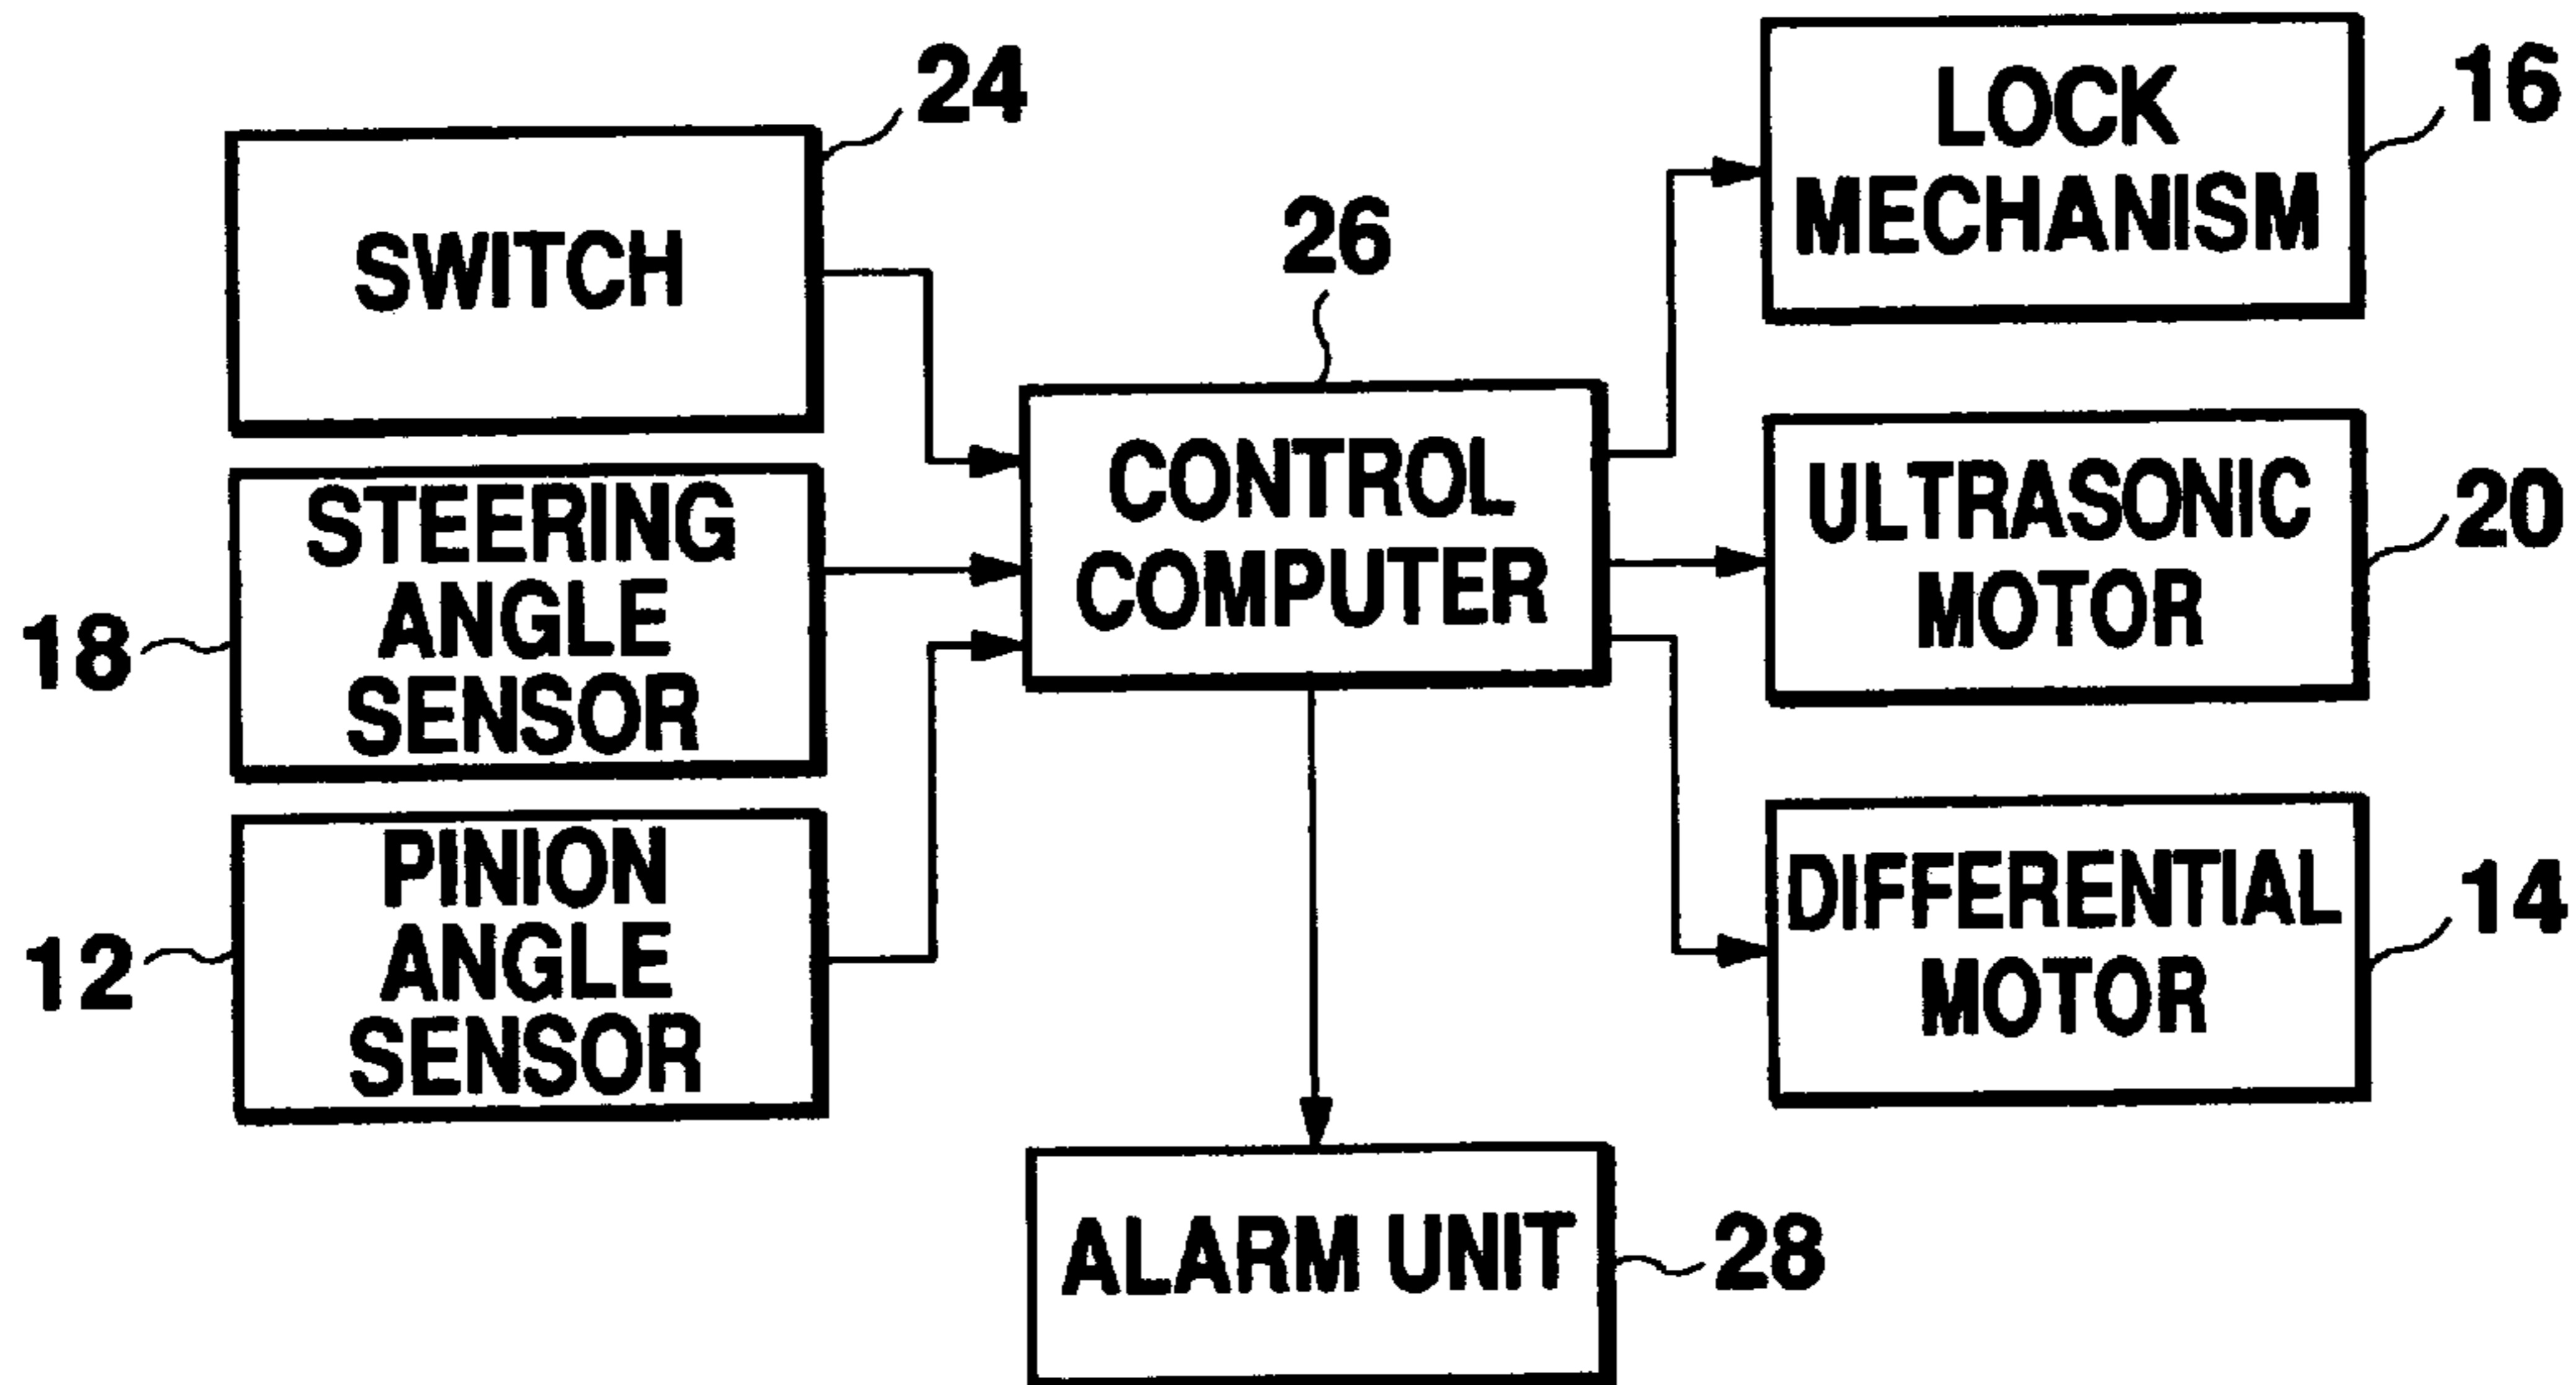 24
SWITCH
18
STEERING
ANGLE
SENSOR
12
PINION
ANGLE
SENSOR
26
CONTROL
COMPUTER
28
ALARM UNIT
16
LOCK
MECHANISM
20
ULTRASONIC
MOTOR
14
DIFFERENTIAL
MOTOR